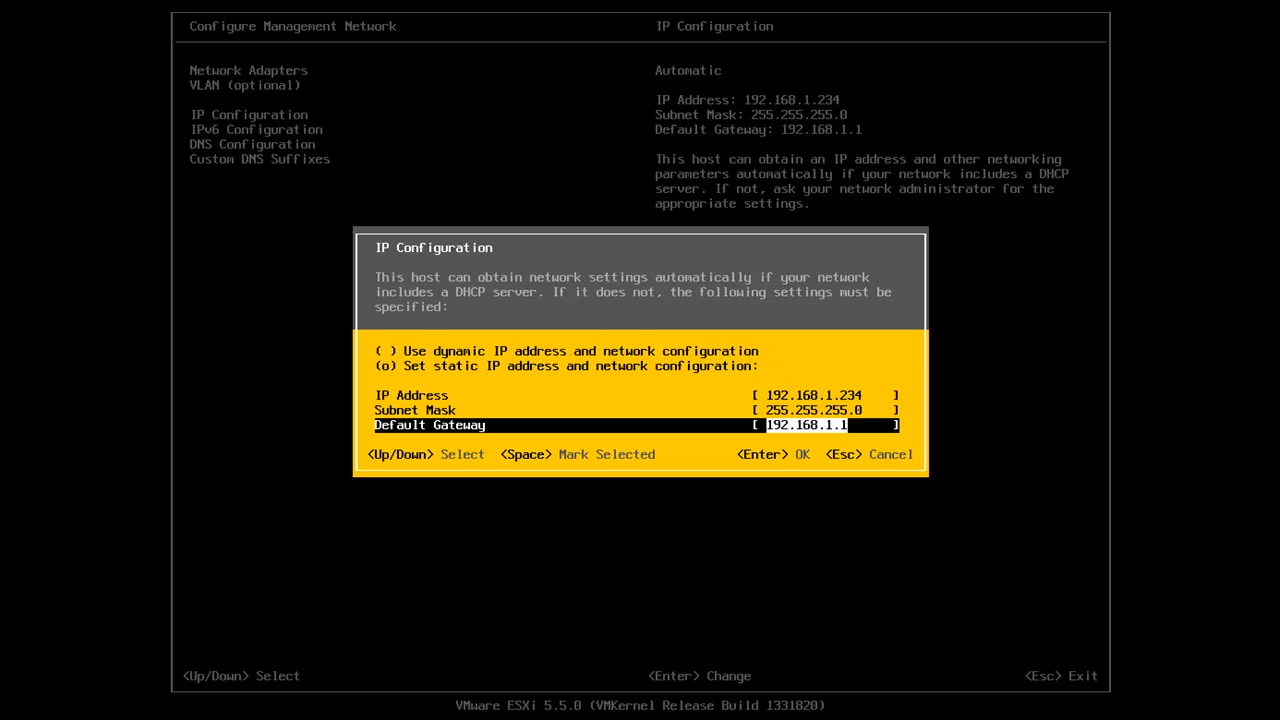 Configure Management Network
IP Configuration
Network Adapters
VLAN (optional)
IP Configuration
IPv6 Configuration
DNS Configuration
Custom DNS Suffixes
Automatic
IP Address: 192.168.1.234
Subnet Mask: 255.255.255.0
Default Gateway: 192.168.1.1
This host can obtain an IP address and other networking
parameters automatically if your network includes a DHCP
server. If not, ask your network administrator for the
appropriate settings.
IP Configuration
This host can obtain network settings automatically if your network
includes a DHCP server. If it does not, the following settings must be
specified:
( ) Use dynamic IP address and network configuration
(o) Set static IP address and network configuration:
IP Address [ 192.168.1.234 ]
Subnet Mask [ 255.255.255.0 ]
Default Gateway [ 192.168.1.1 ]
<Up/Down> Select <Space> Mark Selected <Enter> OK <Esc> Cancel
<Up/Down> Select <Enter> Change <Esc> Exit
VMware ESXi 5.5.0 (VMKernel Release Build 1331820)